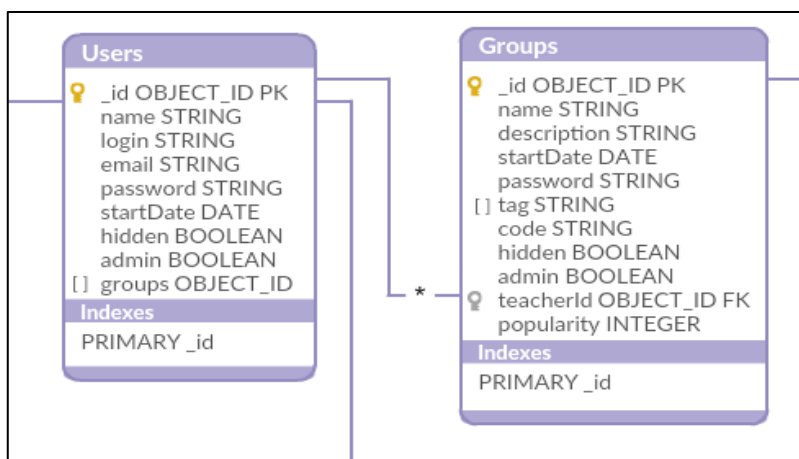 Users
_id OBJECT_ID PK
name STRING
login STRING
email STRING
password STRING
startDate DATE
hidden BOOLEAN
admin BOOLEAN
[ ] groups OBJECT_ID
Indexes
PRIMARY _id
*
Groups
_id OBJECT_ID PK
name STRING
description STRING
startDate DATE
password STRING
[ ] tag STRING
code STRING
hidden BOOLEAN
admin BOOLEAN
teacherId OBJECT_ID FK
popularity INTEGER
Indexes
PRIMARY _id